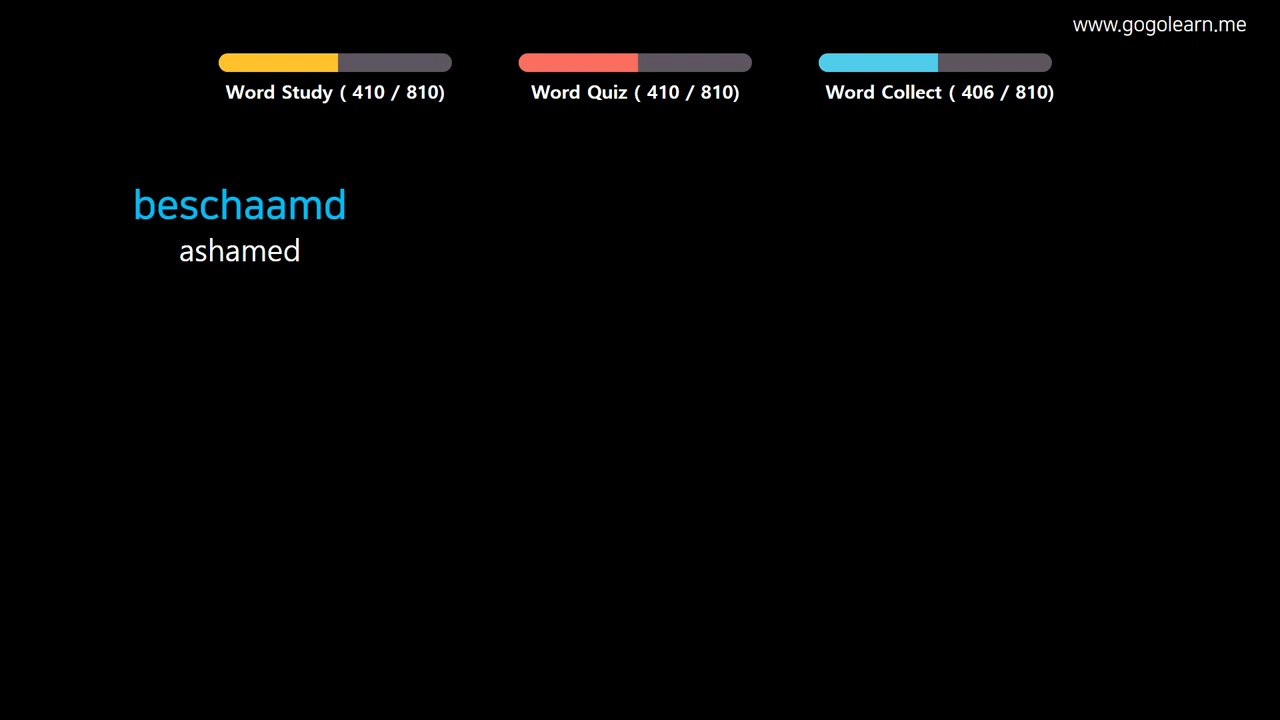 www.gogolearn.me
Word Study ( 410 / 810)
Word Quiz ( 410 / 810)
Word Collect ( 406 / 810)
beschaamd
ashamed